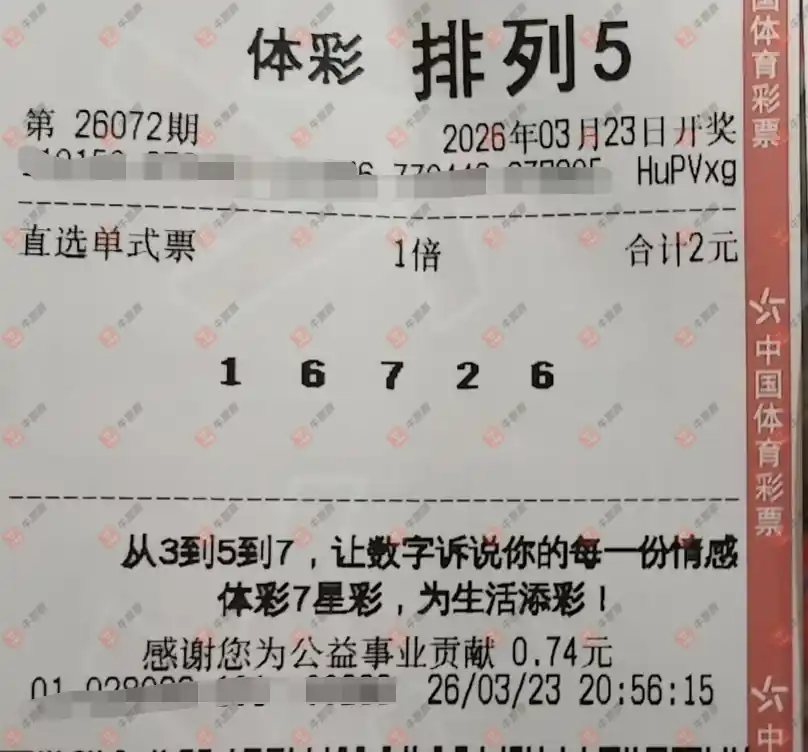 体彩 排列5
第 26072期 2026年03月23日开奖
HuPVxg
直选单式票 1倍 合计2元
1 6 7 2 6
从3到5到7，让数字诉说你的每一份情感
体彩7星彩，为生活添彩！
感谢您为公益事业贡献 0.74元
26/03/23 20:56:15
国体育彩票
中国体育彩票
中